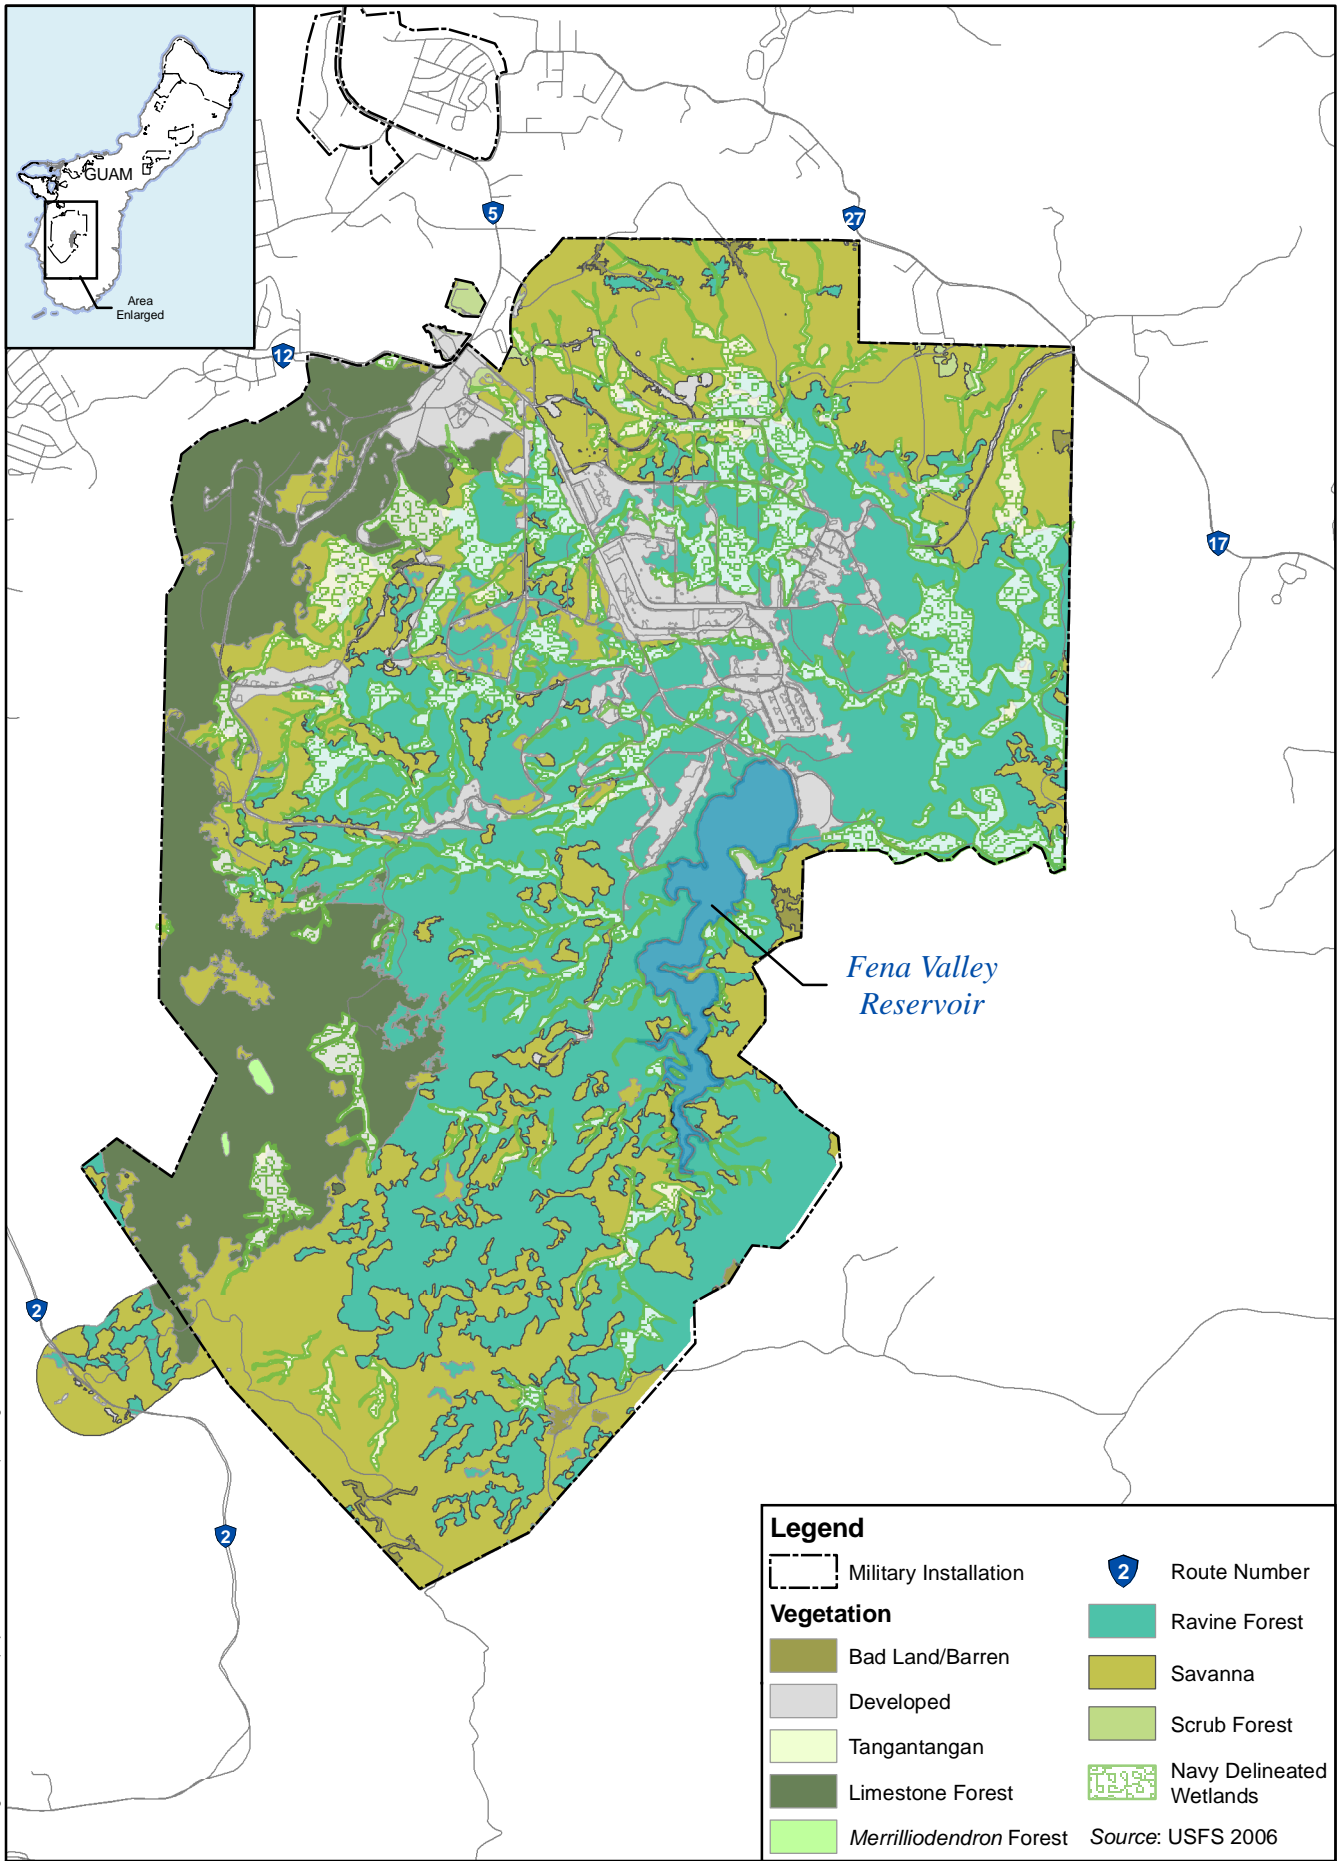 GUAM
Area
Enlarged
5
27
12
17
Fena Valley
Reservoir
2
2
Legend
Military Installation
2 Route Number
Vegetation
Bad Land/Barren
Developed
Tangantangan
Limestone Forest
Merrilliodendron Forest
Ravine Forest
Savanna
Scrub Forest
Navy Delineated
Wetlands
Source: USFS 2006